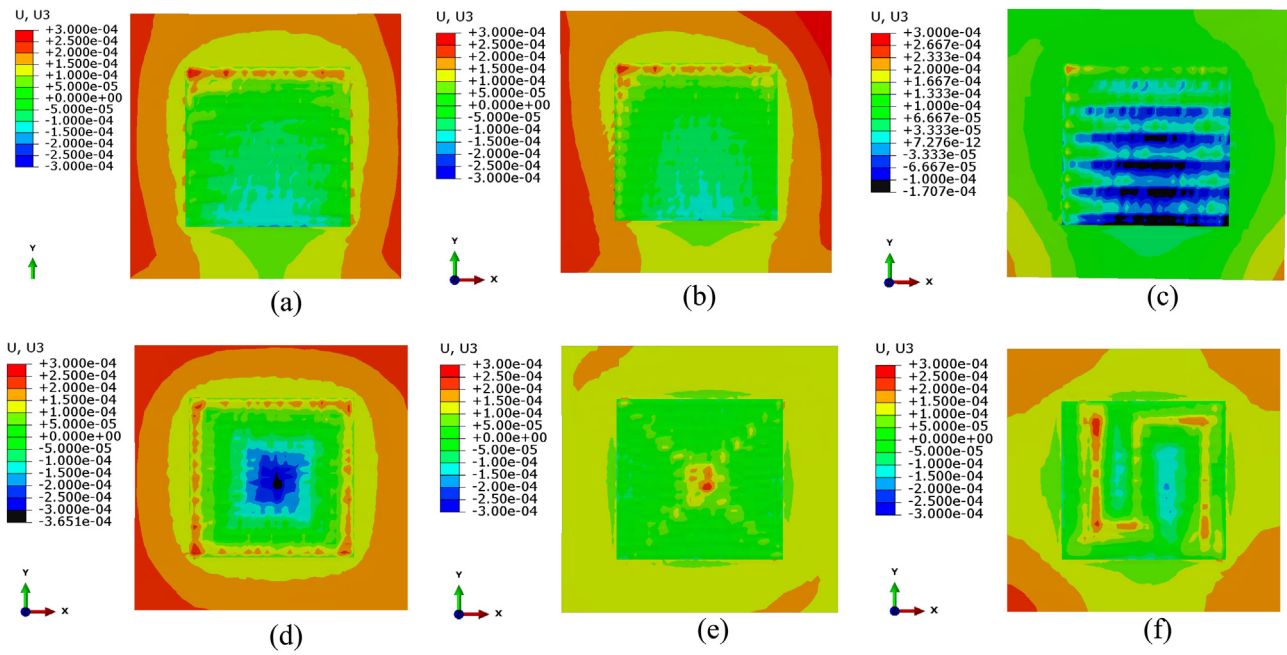 U, U3
+3.000e-04
+2.500e-04
+2.000e-04
+1.500e-04
+1.000e-04
+5.000e-05
+0.000e+00
-5.000e-05
-1.000e-04
-1.500e-04
-2.000e-04
-2.500e-04
-3.000e-04
Y
(a)
U, U3
+3.000e-04
+2.500e-04
+2.000e-04
+1.500e-04
+1.000e-04
+5.000e-05
+0.000e+00
-5.000e-05
-1.000e-04
-1.500e-04
-2.000e-04
-2.500e-04
-3.000e-04
Y
X
(b)
U, U3
+3.000e-04
+2.667e-04
+2.333e-04
+2.000e-04
+1.667e-04
+1.333e-04
+1.000e-04
+6.667e-05
+3.333e-05
+7.276e-12
-3.333e-05
-6.667e-05
-1.000e-04
-1.707e-04
Y
X
(c)
U, U3
+3.000e-04
+2.500e-04
+2.000e-04
+1.500e-04
+1.000e-04
+5.000e-05
+0.000e+00
-5.000e-05
-1.000e-04
-1.500e-04
-2.000e-04
-2.500e-04
-3.000e-04
-3.651e-04
Y
X
(d)
U, U3
+3.000e-04
+2.500e-04
+2.000e-04
+1.500e-04
+1.000e-04
+5.000e-05
+0.000e+00
-5.000e-05
-1.000e-04
-1.500e-04
-2.00e-04
-2.500e-04
-3.00e-04
Y
X
(e)
U, U3
+3.000e-04
+2.500e-04
+2.000e-04
+1.500e-04
+1.000e-04
+5.000e-05
+0.000e+00
-5.000e-05
-1.000e-04
-1.500e-04
-2.000e-04
-2.500e-04
-3.000e-04
Y
X
(f)